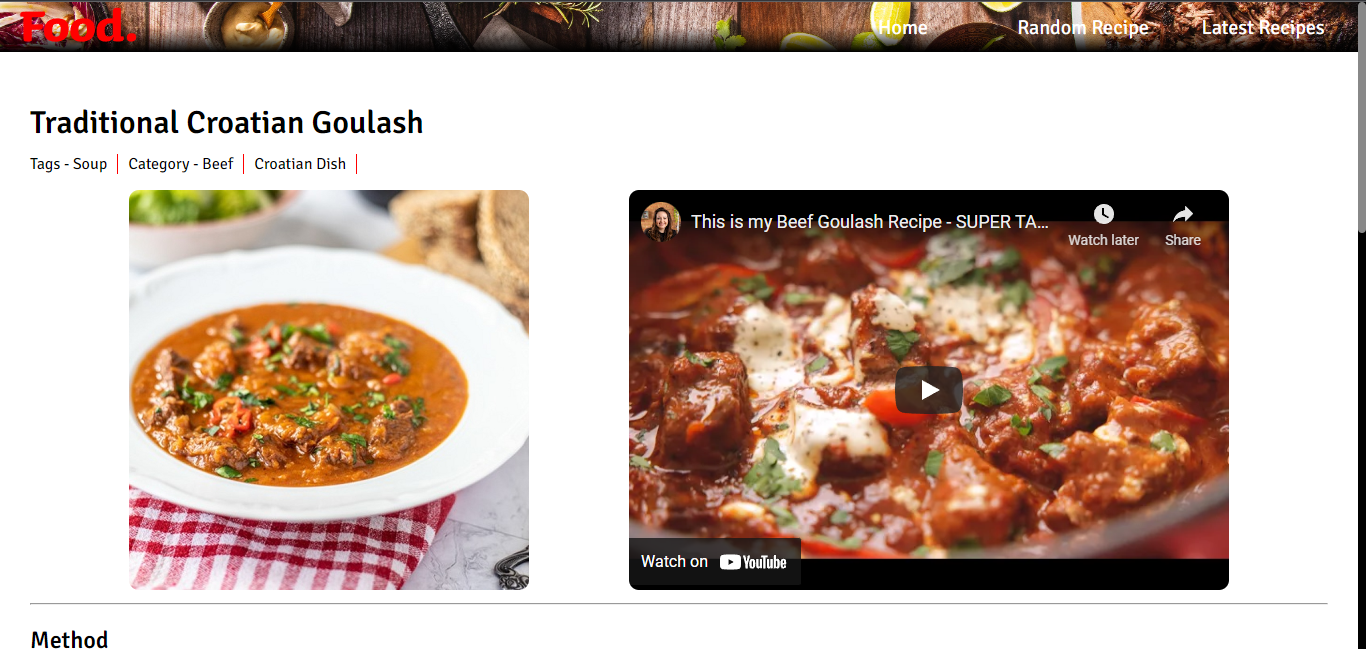 Food.
Home
Random Recipe
Latest Recipes
Traditional Croatian Goulash
Tags - Soup
Category - Beef
Croatian Dish
This is my Beef Goulash Recipe - SUPER TA...
Watch later
Share
Watch on YouTube
Method